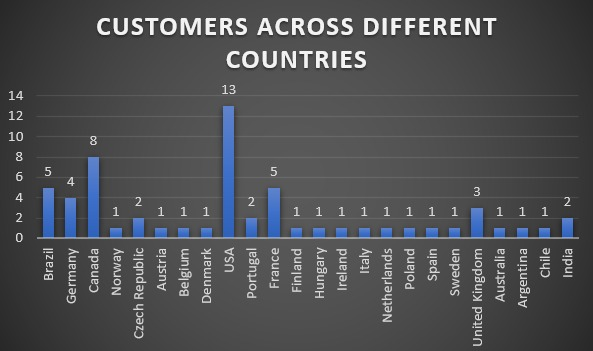 CUSTOMERS ACROSS DIFFERENT
COUNTRIES
14
12
10
8
6
4
2
0
5
4
8
1
2
1
1
1
13
2
5
1
1
1
1
1
1
1
1
3
1
1
1
2
Brazil
Germany
Canada
Norway
Czech Republic
Austria
Belgium
Denmark
USA
Portugal
France
Finland
Hungary
Ireland
Italy
Netherlands
Poland
Spain
Sweden
United Kingdom
Australia
Argentina
Chile
India